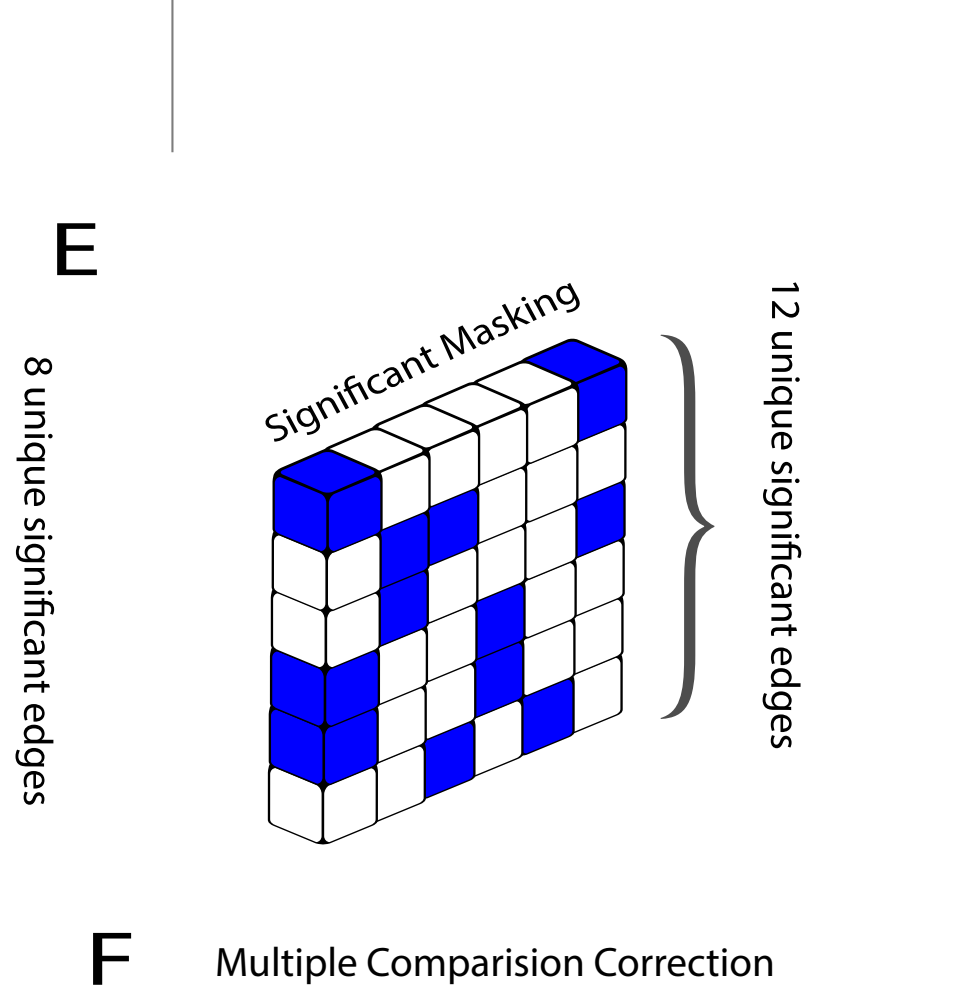 E
Significant Masking
8 unique significant edges
12 unique significant edges
F
Multiple Comparision Correction